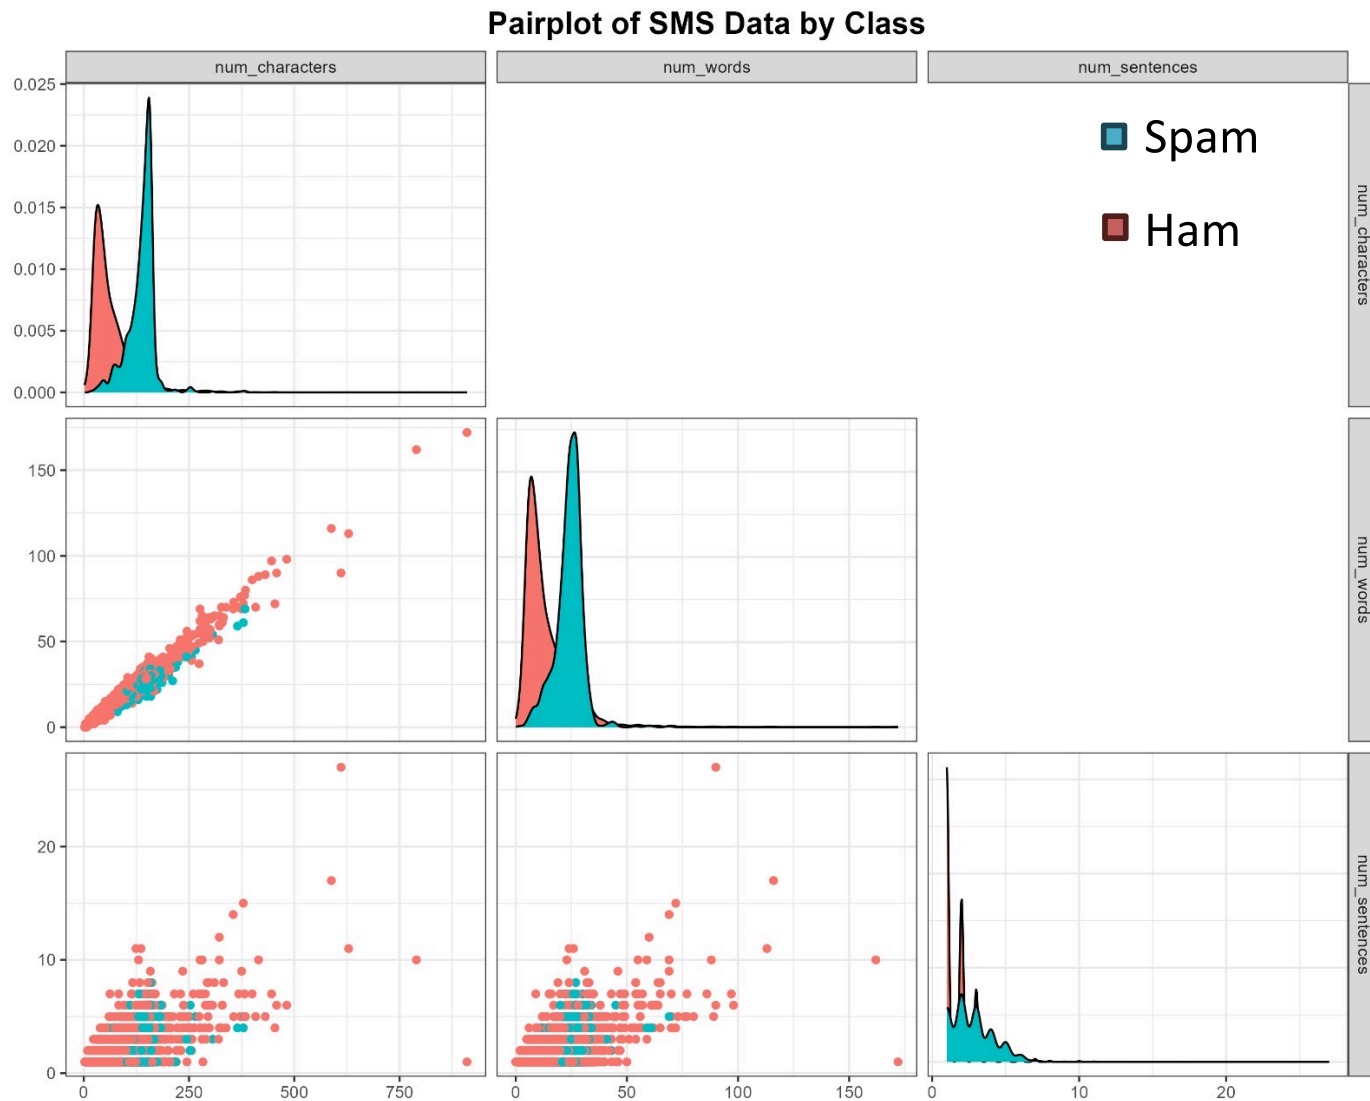 Pairplot of SMS Data by Class
num_characters
num_words
num_sentences
0.025
0.020
0.015
0.010
0.005
0.000
Spam
Ham
num_characters
150
100
50
0
num_words
20
10
0
num_sentences
0 250 500 750
0 50 100 150
0 10 20